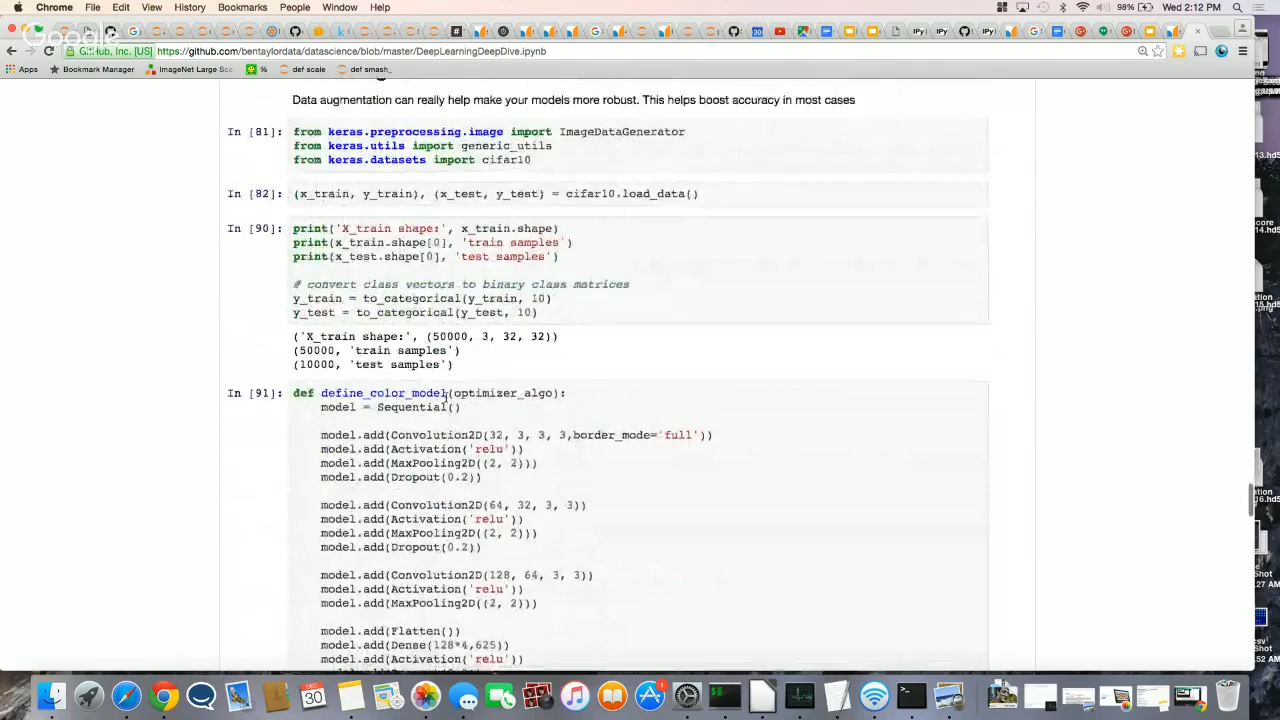 Chrome File Edit View History Bookmarks People Window Help 98% Wed 2:12 PM
Google
GitHub, Inc. [US] https://github.com/bentaylordata/datascience/blob/master/DeepLearningDeepDive.ipynb
Apps Bookmark Manager ImageNet Large Sca % def scale def smash_
Data augmentation can really help make your models more robust. This helps boost accuracy in most cases
In [81]: from keras.preprocessing.image import ImageDataGenerator
from keras.utils import generic_utils
from keras.datasets import cifar10
In [82]: (x_train, y_train), (x_test, y_test) = cifar10.load_data()
In [90]: print('X_train shape:', x_train.shape)
print(x_train.shape[0], 'train samples')
print(x_test.shape[0], 'test samples')
# convert class vectors to binary class matrices
y_train = to_categorical(y_train, 10)
y_test = to_categorical(y_test, 10)
('X_train shape:', (50000, 3, 32, 32))
(50000, 'train samples')
(10000, 'test samples')
In [91]: def define_color_model(optimizer_algo):
model = Sequential()
model.add(Convolution2D(32, 3, 3, 3,border_mode='full'))
model.add(Activation('relu'))
model.add(MaxPooling2D((2, 2)))
model.add(Dropout(0.2))
model.add(Convolution2D(64, 32, 3, 3))
model.add(Activation('relu'))
model.add(MaxPooling2D((2, 2)))
model.add(Dropout(0.2))
model.add(Convolution2D(128, 64, 3, 3))
model.add(Activation('relu'))
model.add(MaxPooling2D((2, 2)))
model.add(Flatten())
model.add(Dense(128*4,625))
model.add(Activation('relu'))
DEC
30
1